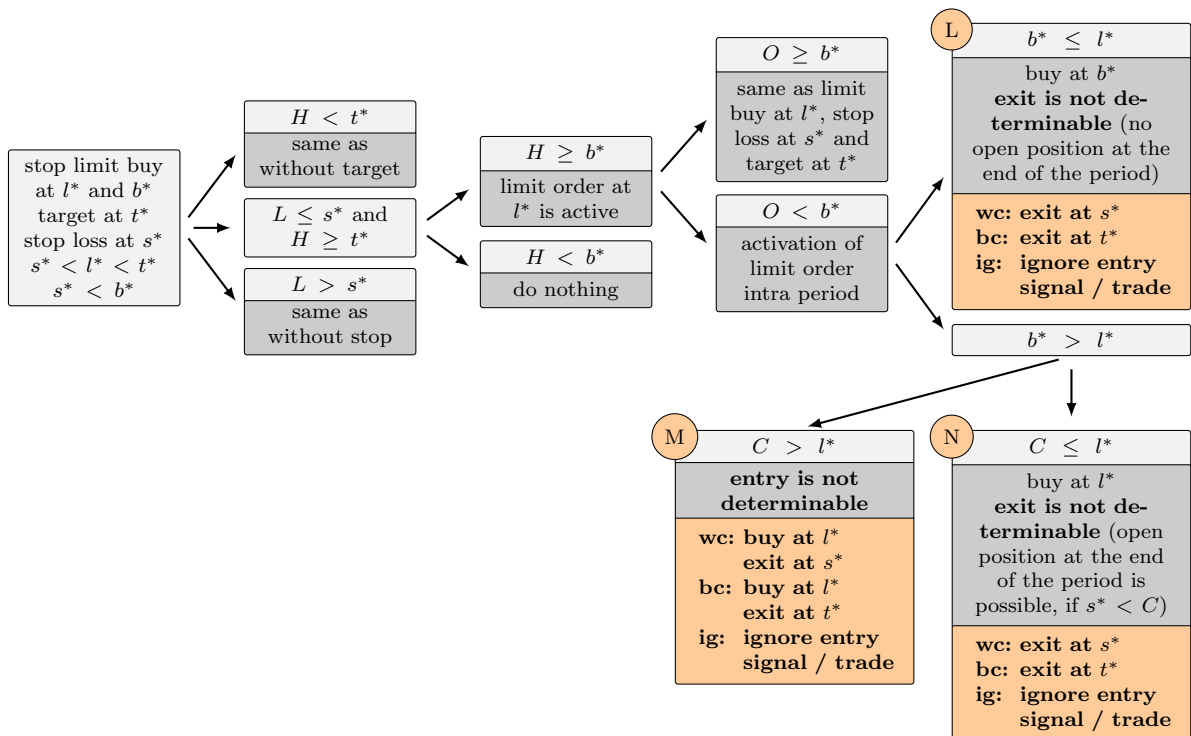 stop limit buy
at l* and b*
target at t*
stop loss at s*
s* < l* < t*
s* < b*
H < t*
same as
without target
L ≤ s* and
H ≥ t*
L > s*
same as
without stop
H ≥ b*
limit order at
l* is active
H < b*
do nothing
O ≥ b*
same as limit
buy at l*, stop
loss at s* and
target at t*
O < b*
activation of
limit order
intra period
L
b* ≤ l*
buy at b*
exit is not de-
terminable (no
open position at the
end of the period)
wc: exit at s*
bc: exit at t*
ig: ignore entry
signal / trade
b* > l*
M
C > l*
entry is not
determinable
wc: buy at l*
exit at s*
bc: buy at l*
exit at t*
ig: ignore entry
signal / trade
N
C ≤ l*
buy at l*
exit is not de-
terminable (open
position at the end
of the period is
possible, if s* < C)
wc: exit at s*
bc: exit at t*
ig: ignore entry
signal / trade